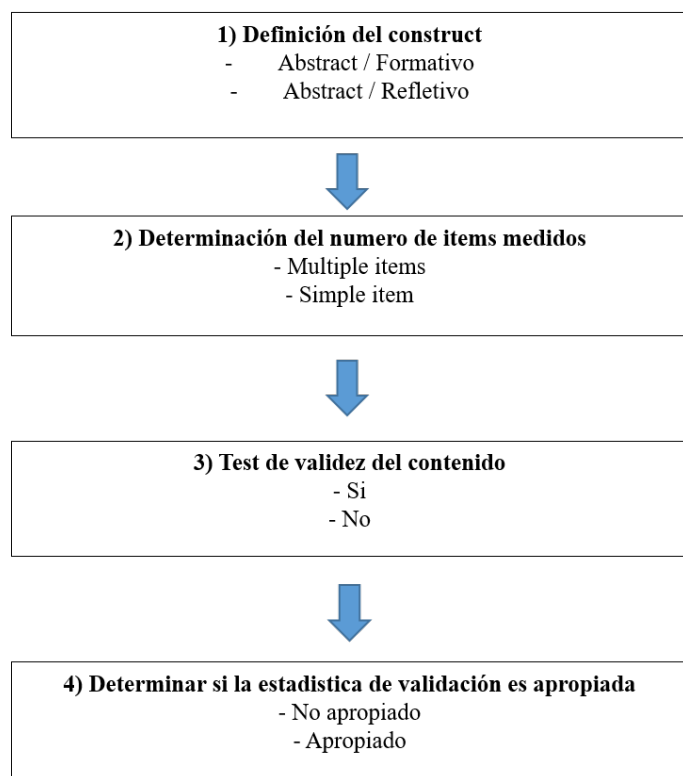 1) Definición del construct
- Abstract / Formativo
- Abstract / Refletivo
2) Determinación del numero de items medidos
- Multiple items
- Simple item
3) Test de validez del contenido
- Si
- No
4) Determinar si la estadistica de validación es apropiada
- No apropiado
- Apropiado